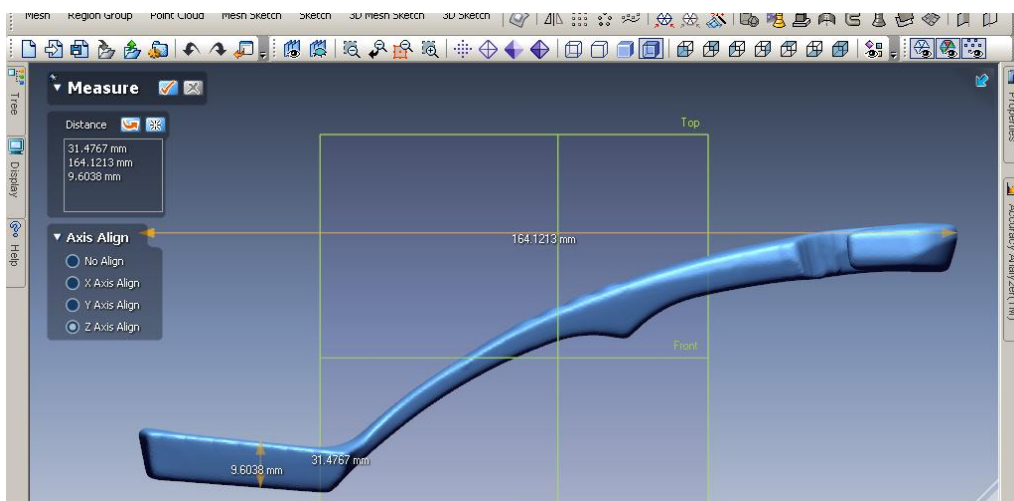 Mesh Region Group Point Cloud Mesh Sketch Sketch 3D Mesh Sketch 3D Sketch
Tree
Display
Help
Measure
Distance
31.4767 mm
164.1213 mm
9.6038 mm
Axis Align
No Align
X Axis Align
Y Axis Align
Z Axis Align
Top
164.1213 mm
Front
31.4767 mm
9.6038 mm
Properties
Accuracy Analyzer(TM)